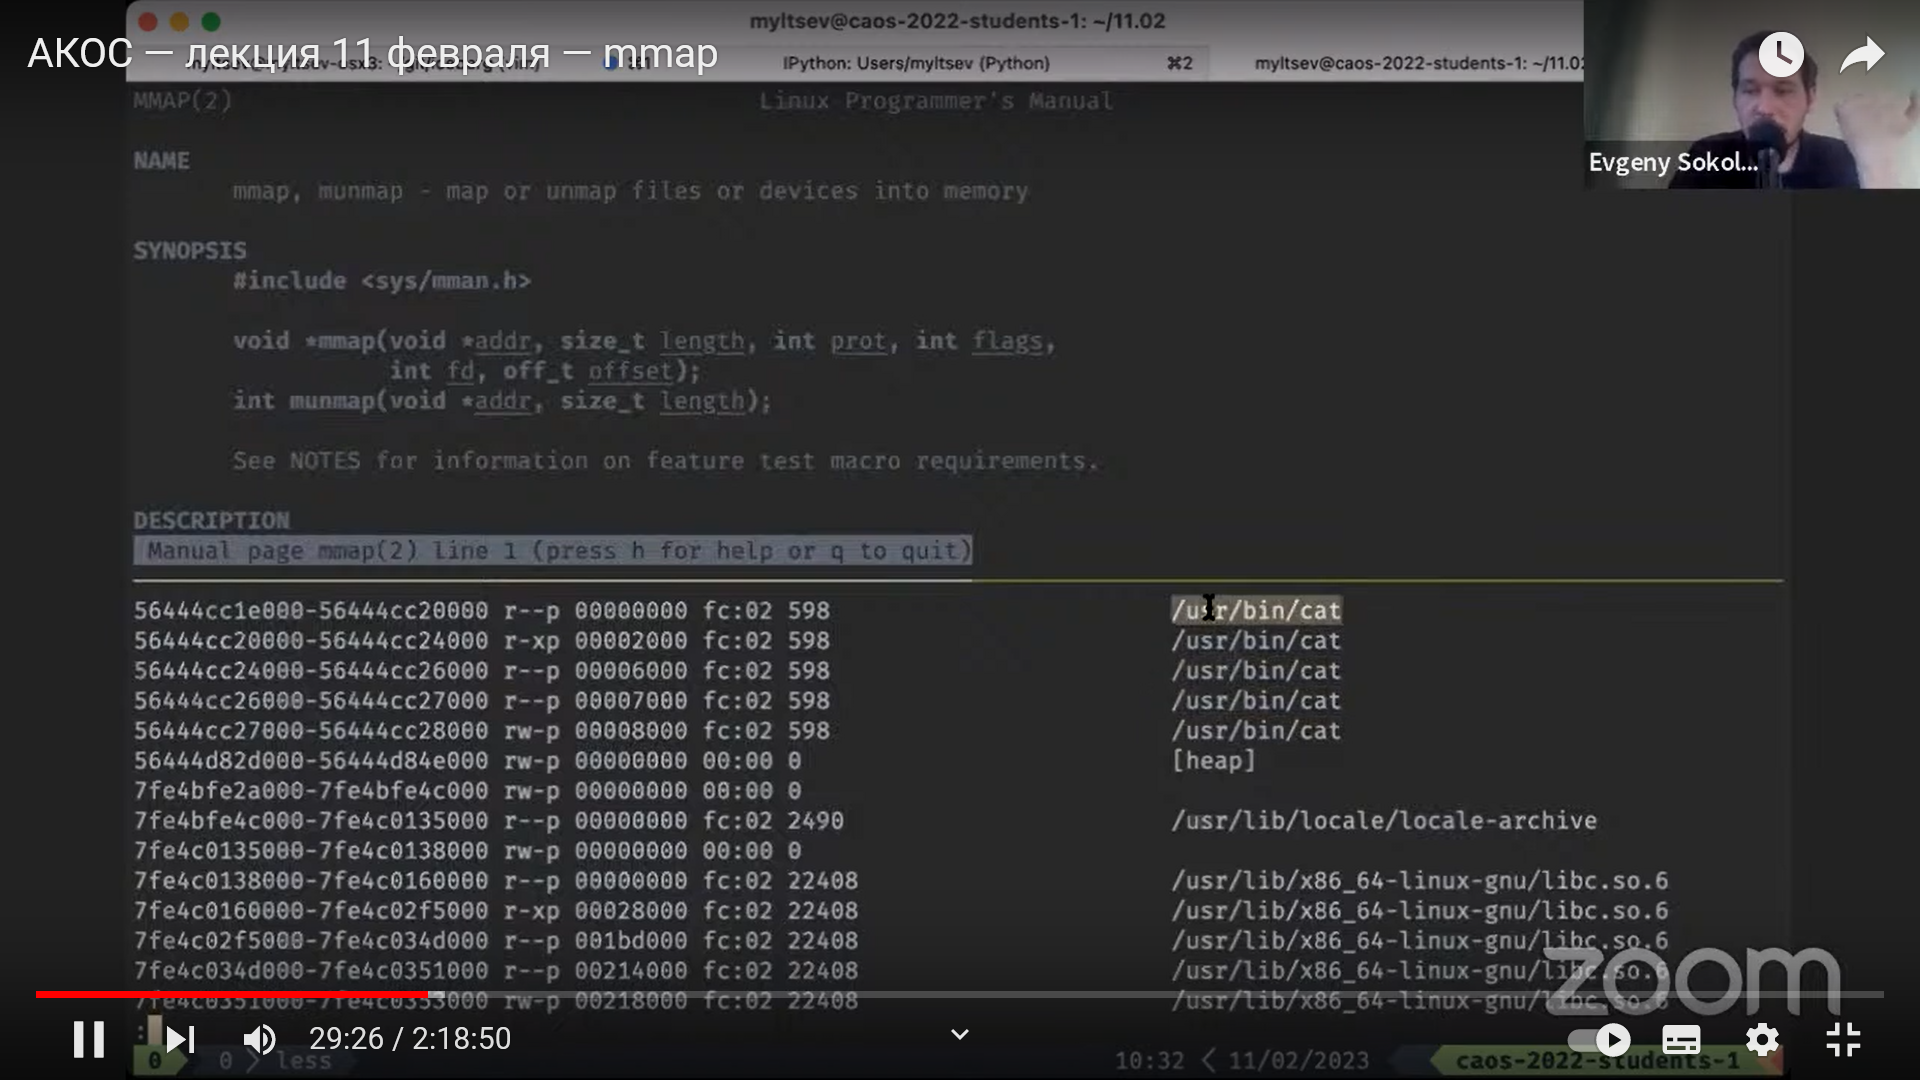 myltsev@caos-2022-students-1: ~/11.02
АКОС — лекция 11 февраля — mmap
IPython: Users/myltsev (Python) ⌘2 myltsev@caos-2022-students-1: ~/11.02
MMAP(2) Linux Programmer's Manual
Evgeny Sokol...
NAME
mmap, munmap - map or unmap files or devices into memory
SYNOPSIS
#include <sys/mman.h>
void *mmap(void *addr, size_t length, int prot, int flags,
int fd, off_t offset);
int munmap(void *addr, size_t length);
See NOTES for information on feature test macro requirements.
DESCRIPTION
Manual page mmap(2) line 1 (press h for help or q to quit)
56444cc1e000-56444cc20000 r--p 00000000 fc:02 598 /usr/bin/cat
56444cc20000-56444cc24000 r-xp 00002000 fc:02 598 /usr/bin/cat
56444cc24000-56444cc26000 r--p 00006000 fc:02 598 /usr/bin/cat
56444cc26000-56444cc27000 r--p 00007000 fc:02 598 /usr/bin/cat
56444cc27000-56444cc28000 rw-p 00008000 fc:02 598 /usr/bin/cat
56444d82d000-56444d84e000 rw-p 00000000 00:00 0 [heap]
7fe4bfe2a000-7fe4bfe4c000 rw-p 00000000 00:00 0
7fe4bfe4c000-7fe4c0135000 r--p 00000000 fc:02 2490 /usr/lib/locale/locale-archive
7fe4c0135000-7fe4c0138000 rw-p 00000000 00:00 0
7fe4c0138000-7fe4c0160000 r--p 00000000 fc:02 22408 /usr/lib/x86_64-linux-gnu/libc.so.6
7fe4c0160000-7fe4c02f5000 r-xp 00028000 fc:02 22408 /usr/lib/x86_64-linux-gnu/libc.so.6
7fe4c02f5000-7fe4c034d000 r--p 001bd000 fc:02 22408 /usr/lib/x86_64-linux-gnu/libc.so.6
7fe4c034d000-7fe4c0351000 r--p 00214000 fc:02 22408 /usr/lib/x86_64-linux-gnu/libc.so.6
7fe4c0351000-7fe4c0353000 rw-p 00218000 fc:02 22408 /usr/lib/x86_64-linux-gnu/libc.so.6
zoom
:
29:26 / 2:18:50
0 0 less 10:32 11/02/2023 caos-2022-students-1